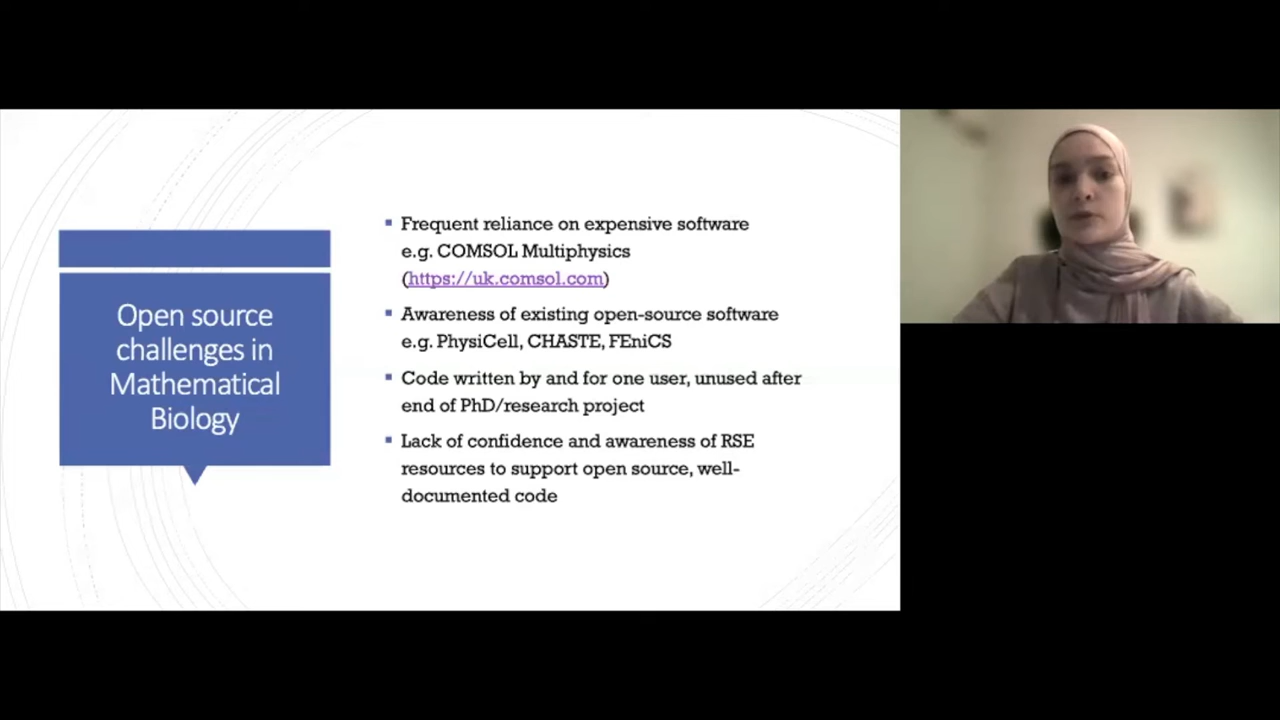 Open source
challenges in
Mathematical
Biology
Frequent reliance on expensive software
e.g. COMSOL Multiphysics
(https://uk.comsol.com)
Awareness of existing open-source software
e.g. PhysiCell, CHASTE, FEniCS
Code written by and for one user, unused after
end of PhD/research project
Lack of confidence and awareness of RSE
resources to support open source, well-
documented code